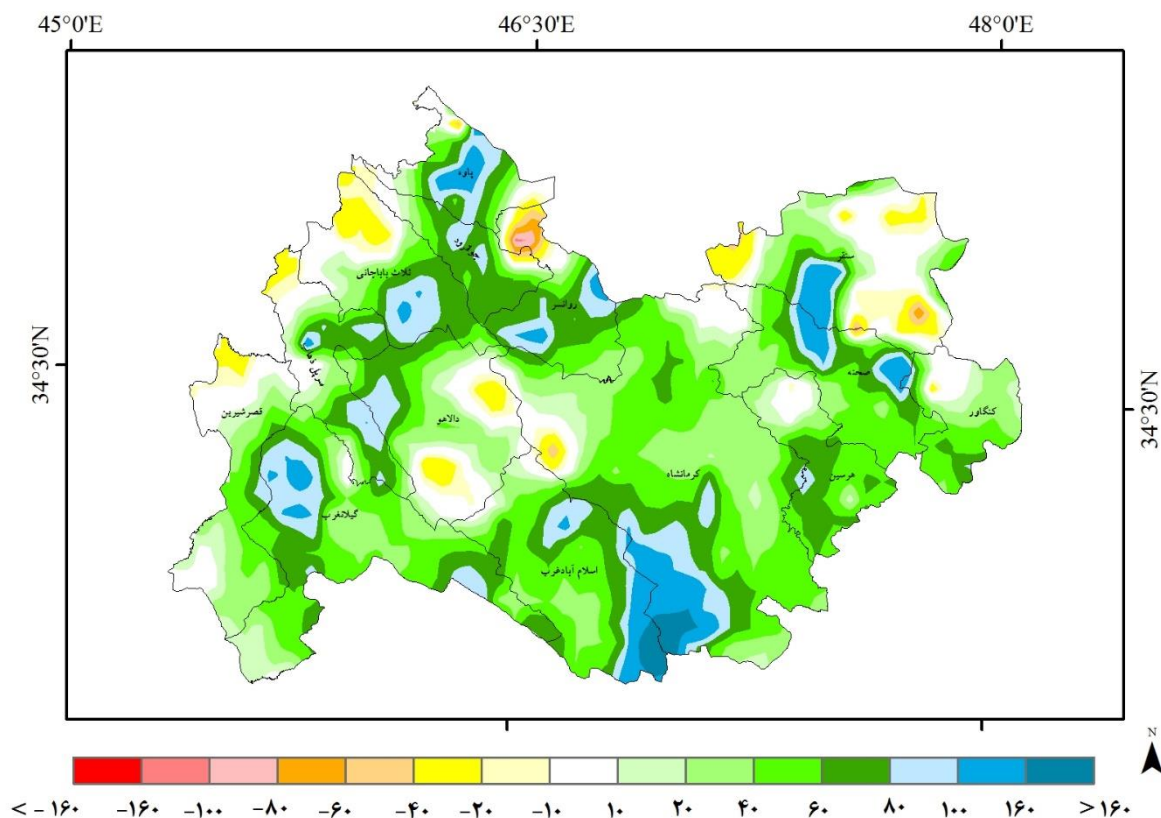 45°0'E 46°30'E 48°0'E
پاوه
جوانرود
سنقر
ثلاث باباجانی
روانسر
34°30'N
صحنه
کنگاور
34°30'N
قصرشیرین
دالاهو
کرمانشاه
هرسین
گیلانغرب
اسلام آبادغرب
N
< -۱۶۰ -۱۶۰ -۱۰۰ -۸۰ -۶۰ -۴۰ -۲۰ -۱۰ ۱۰ ۲۰ ۴۰ ۶۰ ۸۰ ۱۰۰ ۱۶۰ >۱۶۰